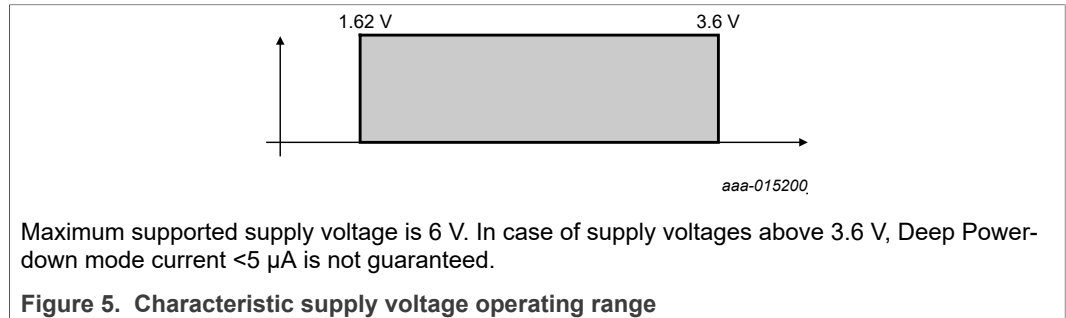 1.62 V 3.6 V
aaa-015200
Maximum supported supply voltage is 6 V. In case of supply voltages above 3.6 V, Deep Power-
down mode current <5 µA is not guaranteed.
Figure 5. Characteristic supply voltage operating range